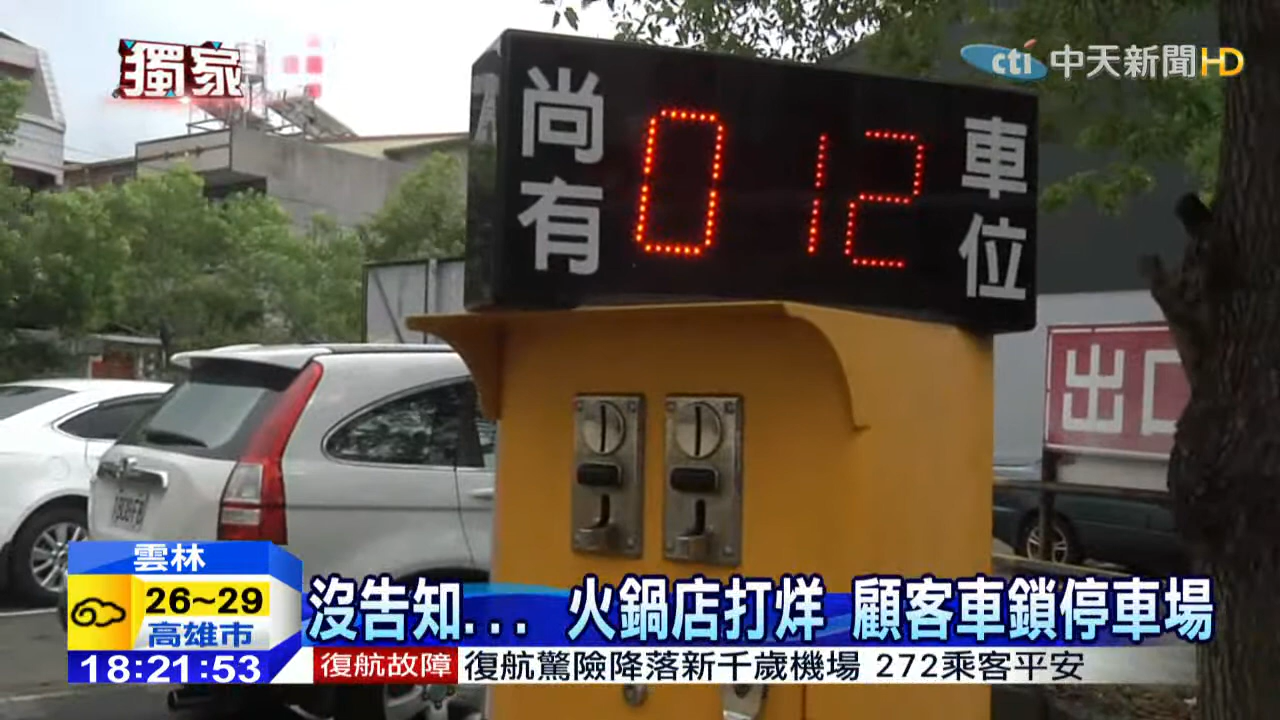 獨家
cti 中天新聞HD
尚有 012 車位
出口
雲林
26~29
高雄市
18:21:53
沒告知... 火鍋店打烊 顧客車鎖停車場
復航故障 復航驚險降落新千歲機場 272乘客平安